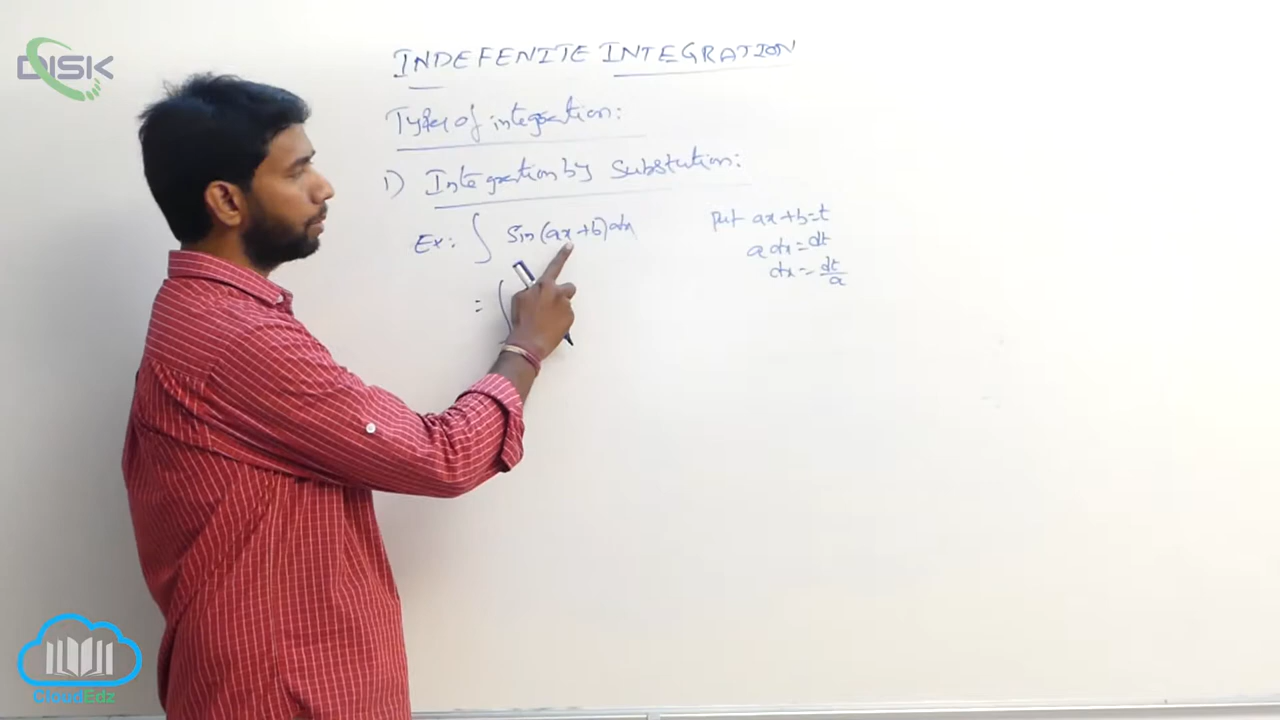 DISK
INDEFENITE INTEGRATION
Types of integration:
1) Integration by Substution:
Ex: ∫ Sin(ax+b)dx
Put ax+b=t
a dx=dt
dx=dt/a
= ∫
CloudEdz